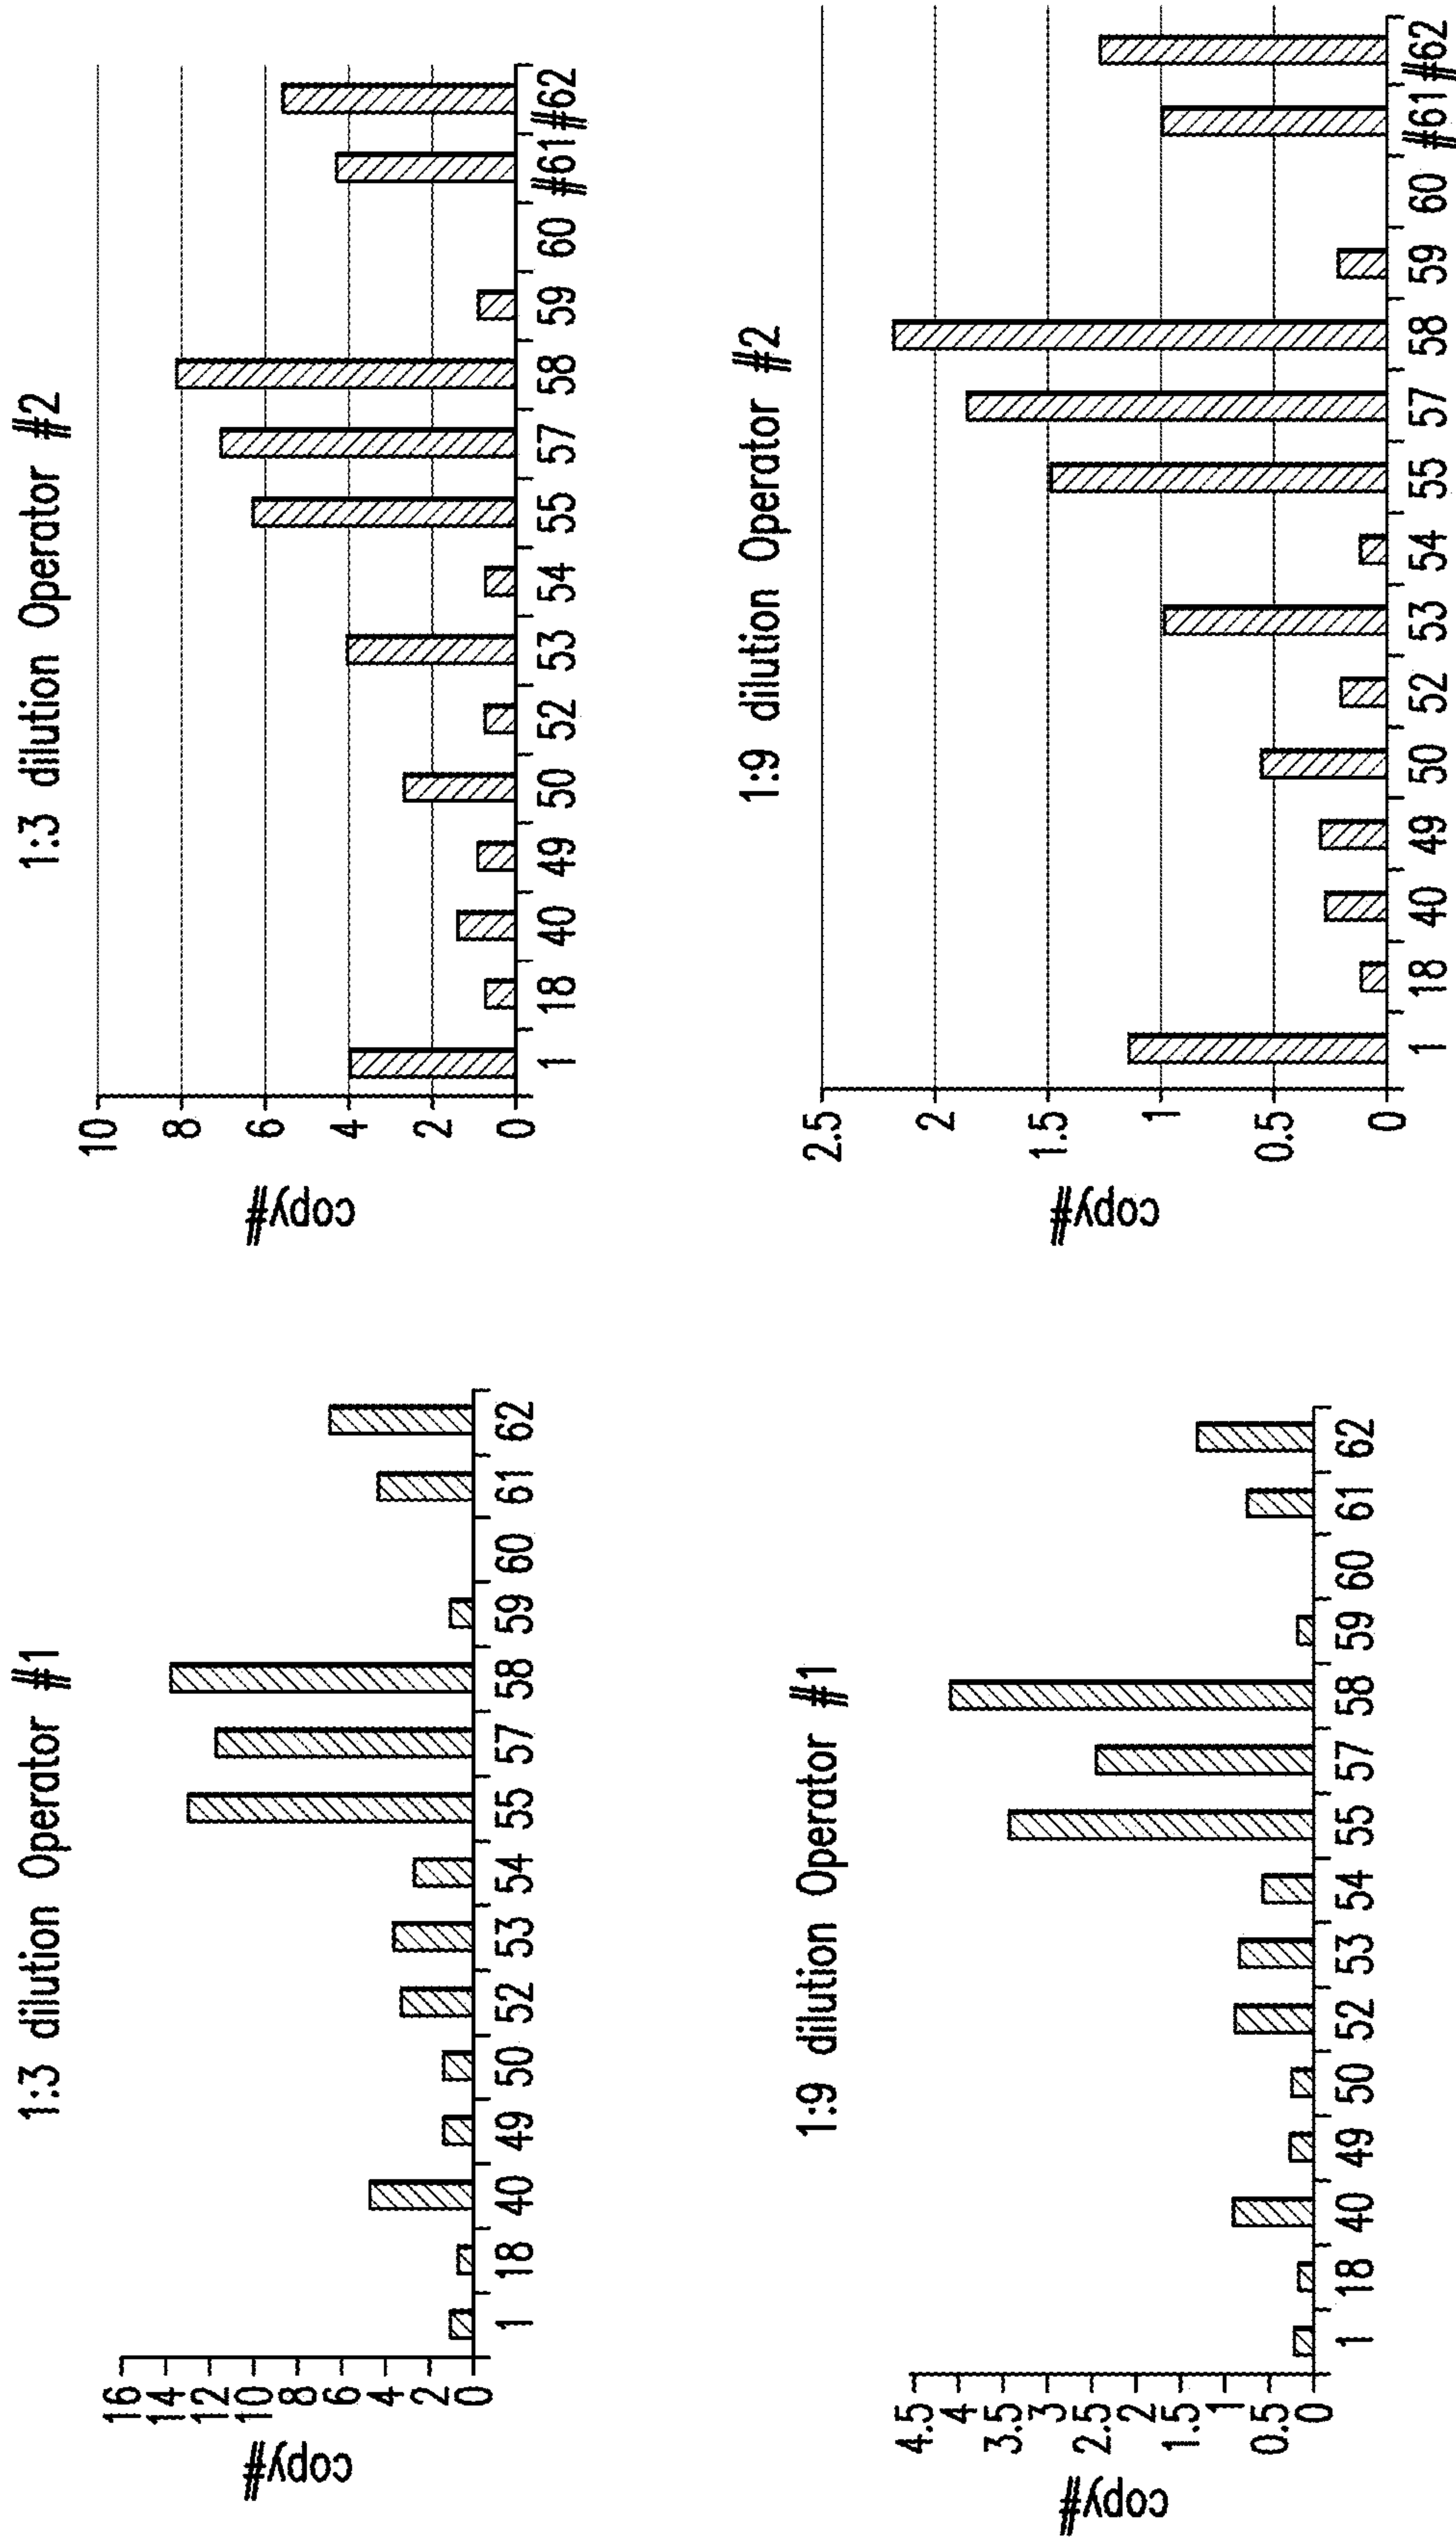 1:3 dilution Operator #1
copy#
16
14
12
10
8
6
4
2
0
1 18 40 49 50 52 53 54 55 57 58 59 60 61 62
1:3 dilution Operator #2
copy#
10
8
6
4
2
0
1 18 40 49 50 52 53 54 55 57 58 59 60 #61 #62
1:9 dilution Operator #1
copy#
4.5
4
3.5
3
2.5
2
1.5
1
0.5
0
1 18 40 49 50 52 53 54 55 57 58 59 60 61 62
1:9 dilution Operator #2
copy#
2.5
2
1.5
1
0.5
0
1 18 40 49 50 52 53 54 55 57 58 59 60 #61 #62